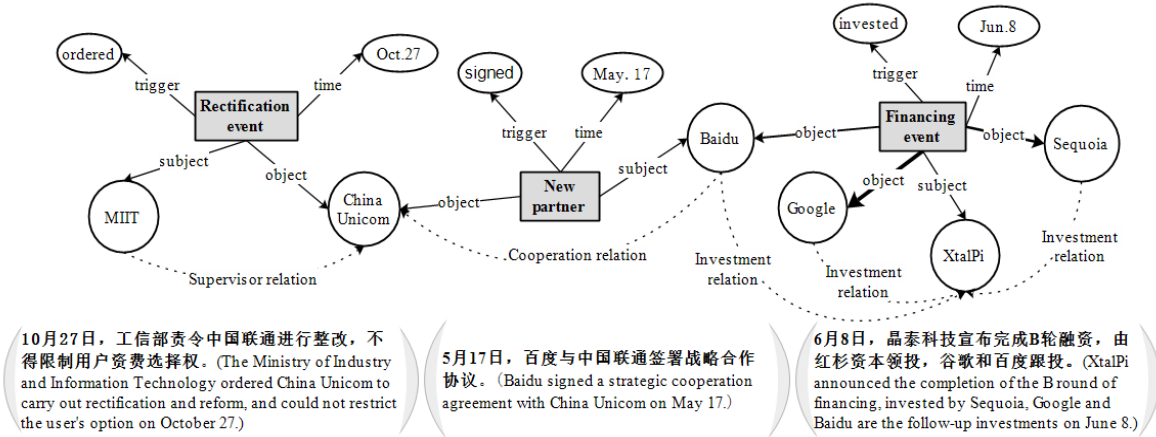 invested
Jun.8
ordered
Oct.27
signed
May. 17
trigger
time
trigger
time
trigger
time
Rectification
event
Financing
event
object
object
Baidu
Sequoia
subject
object
subject
object
subject
New
partner
object
MIIT
China
Unicom
Google
XtalPi
Supervisor relation
Cooperation relation
Investment
relation
Investment
relation
Investment
relation
10月27日，工信部责令中国联通进行整改，不
得限制用户资费选择权。(The Ministry of Industry
and Information Technology ordered China Unicom to
carry out rectification and reform, and could not restrict
the user's option on October 27.)
5月17日，百度与中国联通签署战略合作
协议。(Baidu signed a strategic cooperation
agreement with China Unicom on May 17.)
6月8日，晶泰科技宣布完成B轮融资，由
红杉资本领投，谷歌和百度跟投。(XtalPi
announced the completion of the B round of
financing, invested by Sequoia, Google and
Baidu are the follow-up investments on June 8.)